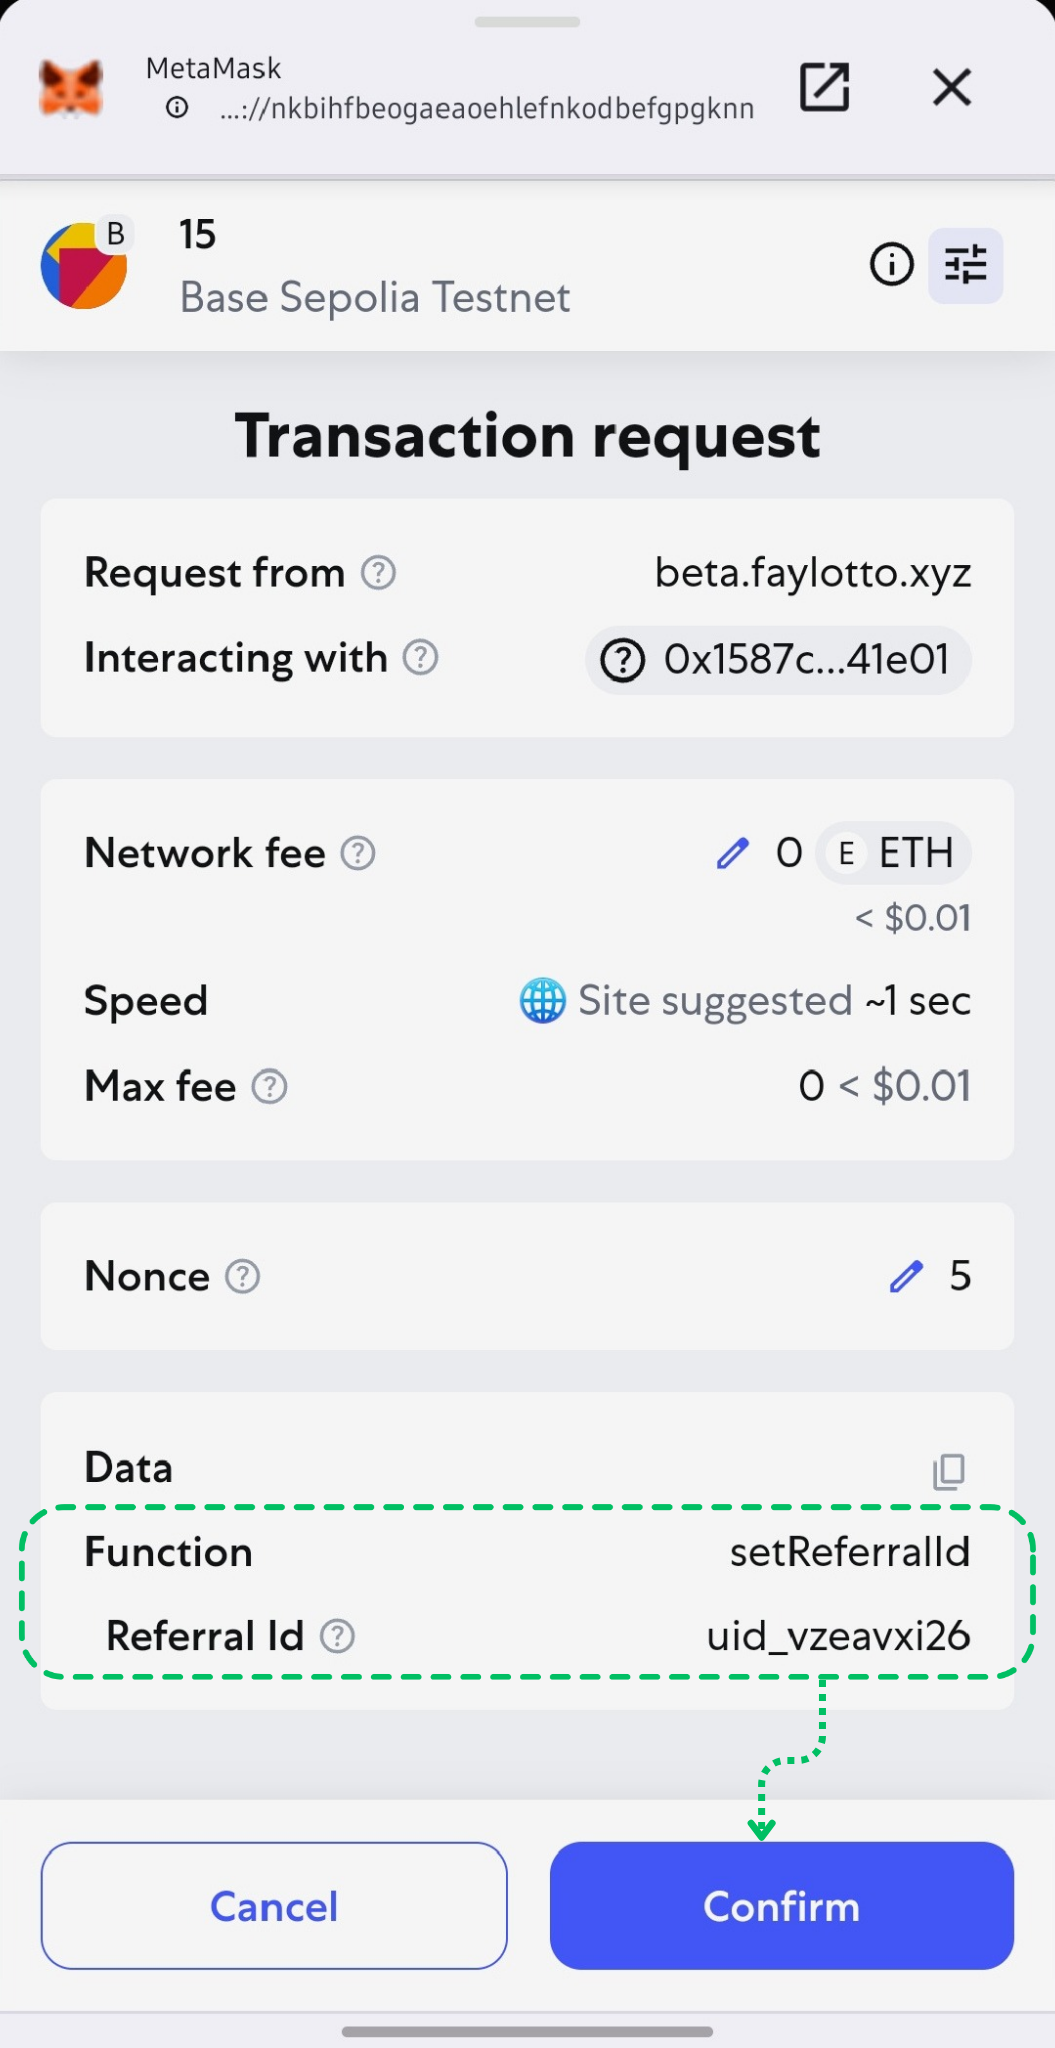 MetaMask
...://nkbihfbeogaeaoehlefnkodbefgpgknn
B
15
Base Sepolia Testnet
Transaction request
Request from beta.faylotto.xyz
Interacting with 0x1587c...41e01
Network fee 0 E ETH
< $0.01
Speed Site suggested ~1 sec
Max fee 0 < $0.01
Nonce 5
Data
Function setReferralId
Referral Id uid_vzeavxi26
Cancel Confirm